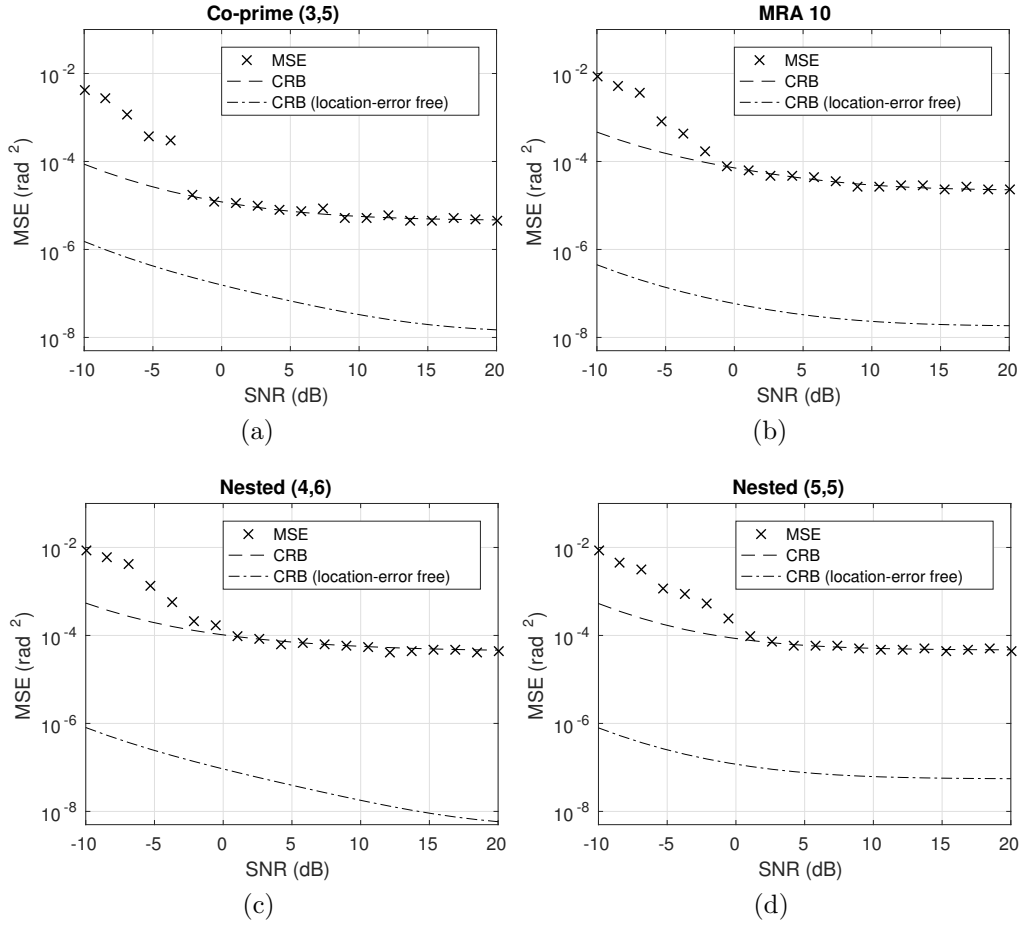 Co-prime (3,5)
MSE
CRB
CRB (location-error free)
10^-2
10^-4
10^-6
10^-8
MSE (rad ^2)
-10 -5 0 5 10 15 20
SNR (dB)
(a)
MRA 10
MSE
CRB
CRB (location-error free)
10^-2
10^-4
10^-6
10^-8
MSE (rad ^2)
-10 -5 0 5 10 15 20
SNR (dB)
(b)
Nested (4,6)
MSE
CRB
CRB (location-error free)
10^-2
10^-4
10^-6
10^-8
MSE (rad ^2)
-10 -5 0 5 10 15 20
SNR (dB)
(c)
Nested (5,5)
MSE
CRB
CRB (location-error free)
10^-2
10^-4
10^-6
10^-8
MSE (rad ^2)
-10 -5 0 5 10 15 20
SNR (dB)
(d)